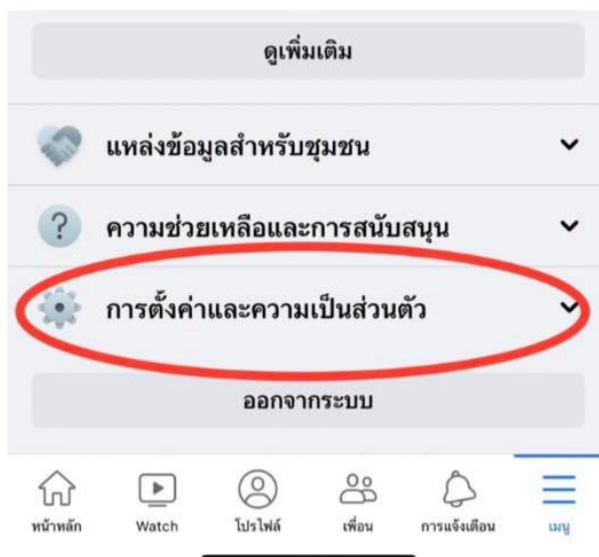 ดูเพิ่มเติม
แหล่งข้อมูลสำหรับชุมชน
?
ความช่วยเหลือและการสนับสนุน
การตั้งค่าและความเป็นส่วนตัว
ออกจากระบบ
หน้าหลัก Watch โปรไฟล์ เพื่อน การแจ้งเตือน เมนู